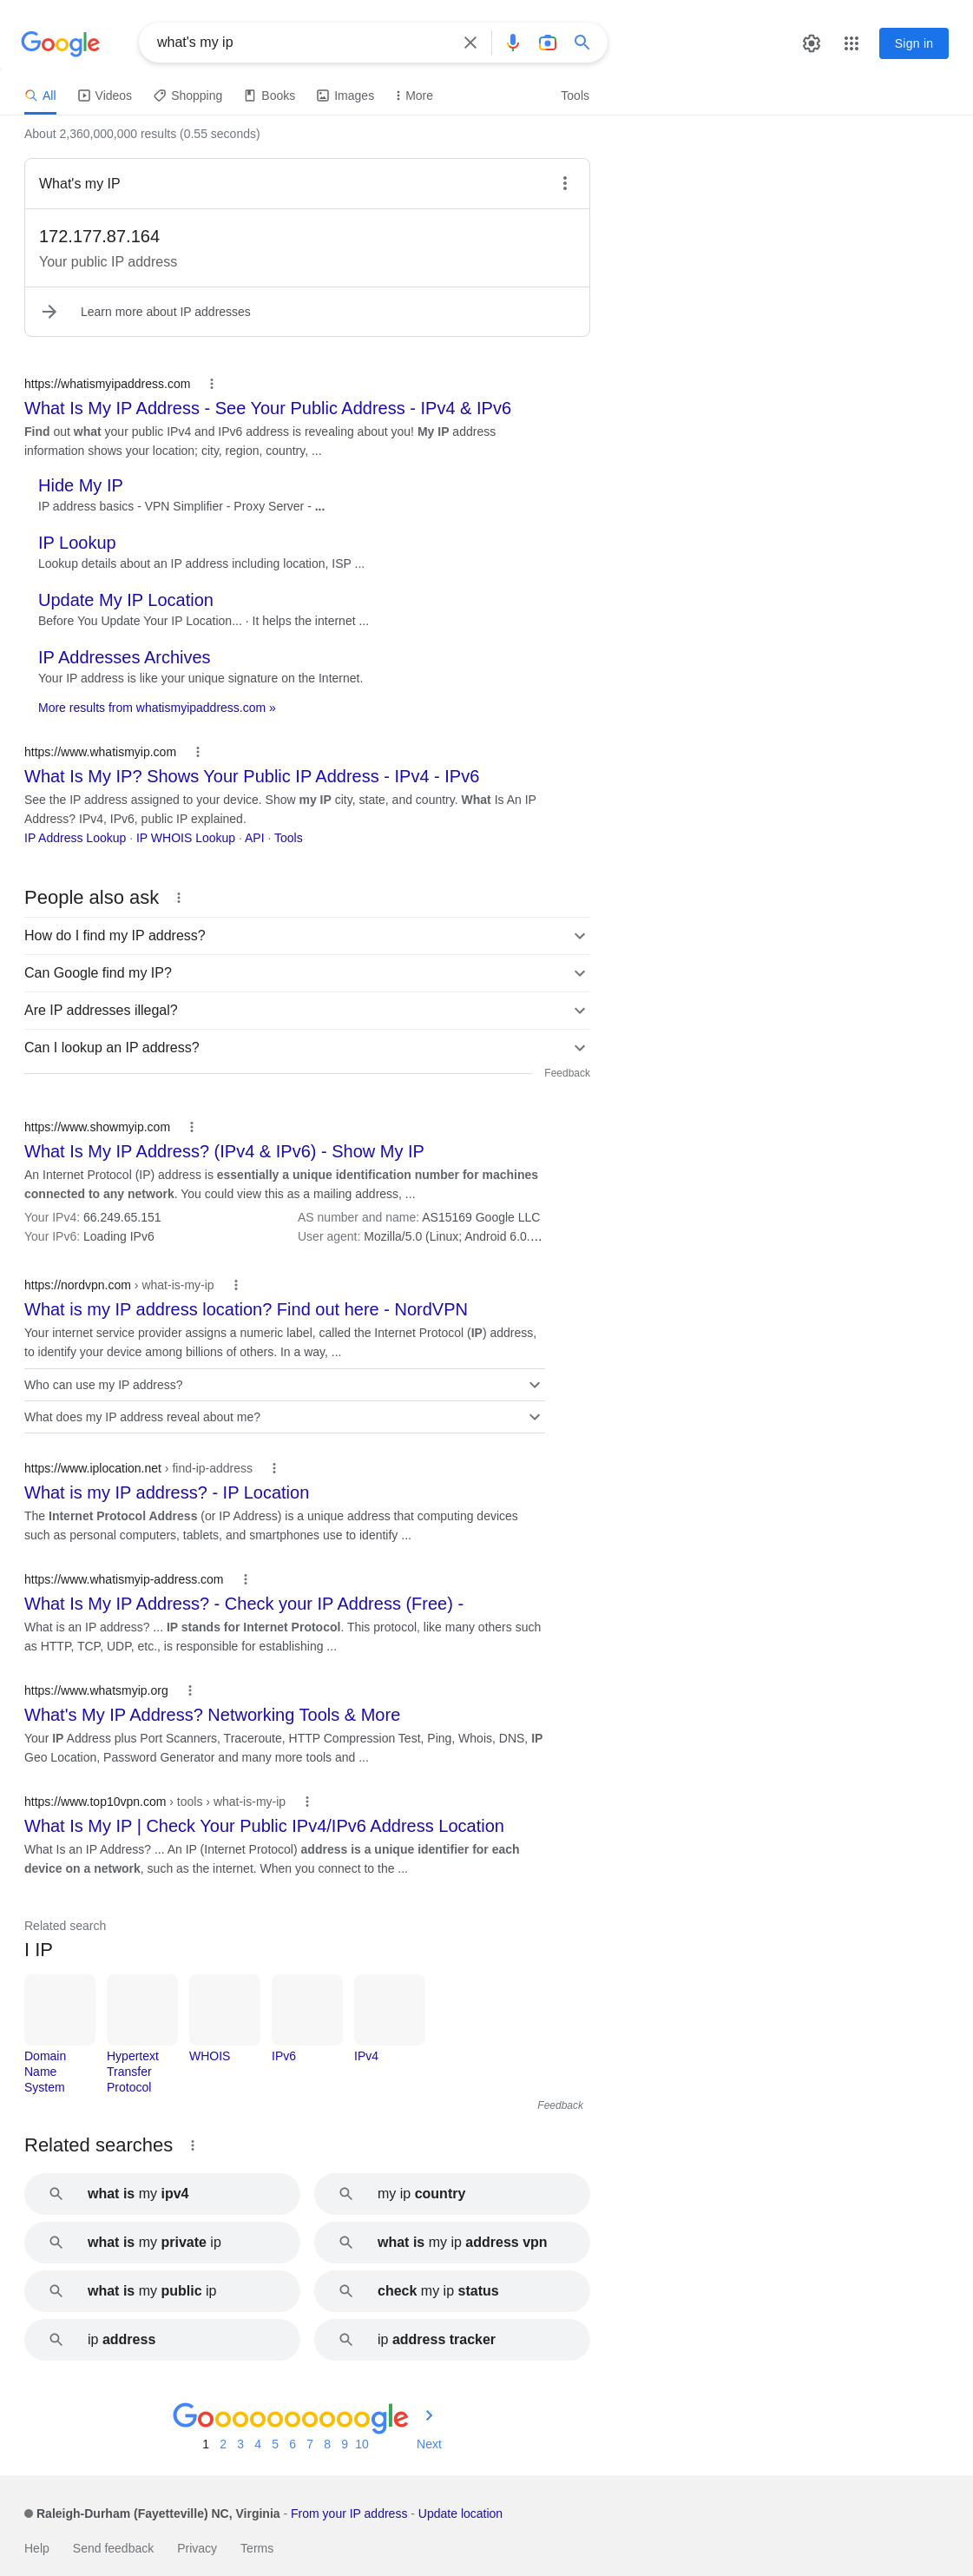 Google
what's my ip
Sign in
All
Videos
Shopping
Books
Images
More
Tools
About 2,360,000,000 results (0.55 seconds)
What's my IP
172.177.87.164
Your public IP address
Learn more about IP addresses
https://whatismyipaddress.com
What Is My IP Address - See Your Public Address - IPv4 & IPv6
Find out what your public IPv4 and IPv6 address is revealing about you! My IP address
information shows your location; city, region, country, ...
Hide My IP
IP address basics - VPN Simplifier - Proxy Server - ...
IP Lookup
Lookup details about an IP address including location, ISP ...
Update My IP Location
Before You Update Your IP Location... · It helps the internet ...
IP Addresses Archives
Your IP address is like your unique signature on the Internet.
More results from whatismyipaddress.com »
https://www.whatismyip.com
What Is My IP? Shows Your Public IP Address - IPv4 - IPv6
See the IP address assigned to your device. Show my IP city, state, and country. What Is An IP
Address? IPv4, IPv6, public IP explained.
IP Address Lookup · IP WHOIS Lookup · API · Tools
People also ask
How do I find my IP address?
Can Google find my IP?
Are IP addresses illegal?
Can I lookup an IP address?
Feedback
https://www.showmyip.com
What Is My IP Address? (IPv4 & IPv6) - Show My IP
An Internet Protocol (IP) address is essentially a unique identification number for machines
connected to any network. You could view this as a mailing address, ...
Your IPv4: 66.249.65.151
AS number and name: AS15169 Google LLC
Your IPv6: Loading IPv6
User agent: Mozilla/5.0 (Linux; Android 6.0....
https://nordvpn.com › what-is-my-ip
What is my IP address location? Find out here - NordVPN
Your internet service provider assigns a numeric label, called the Internet Protocol (IP) address,
to identify your device among billions of others. In a way, ...
Who can use my IP address?
What does my IP address reveal about me?
https://www.iplocation.net › find-ip-address
What is my IP address? - IP Location
The Internet Protocol Address (or IP Address) is a unique address that computing devices
such as personal computers, tablets, and smartphones use to identify ...
https://www.whatismyip-address.com
What Is My IP Address? - Check your IP Address (Free) -
What is an IP address? ... IP stands for Internet Protocol. This protocol, like many others such
as HTTP, TCP, UDP, etc., is responsible for establishing ...
https://www.whatsmyip.org
What's My IP Address? Networking Tools & More
Your IP Address plus Port Scanners, Traceroute, HTTP Compression Test, Ping, Whois, DNS, IP
Geo Location, Password Generator and many more tools and ...
https://www.top10vpn.com › tools › what-is-my-ip
What Is My IP | Check Your Public IPv4/IPv6 Address Location
What Is an IP Address? ... An IP (Internet Protocol) address is a unique identifier for each
device on a network, such as the internet. When you connect to the ...
Related search
I IP
Domain
Name
System
Hypertext
Transfer
Protocol
WHOIS
IPv6
IPv4
Feedback
Related searches
what is my ipv4
my ip country
what is my private ip
what is my ip address vpn
what is my public ip
check my ip status
ip address
ip address tracker
Goooooooooogle
1 2 3 4 5 6 7 8 9 10 Next
Raleigh-Durham (Fayetteville) NC, Virginia - From your IP address - Update location
Help Send feedback Privacy Terms